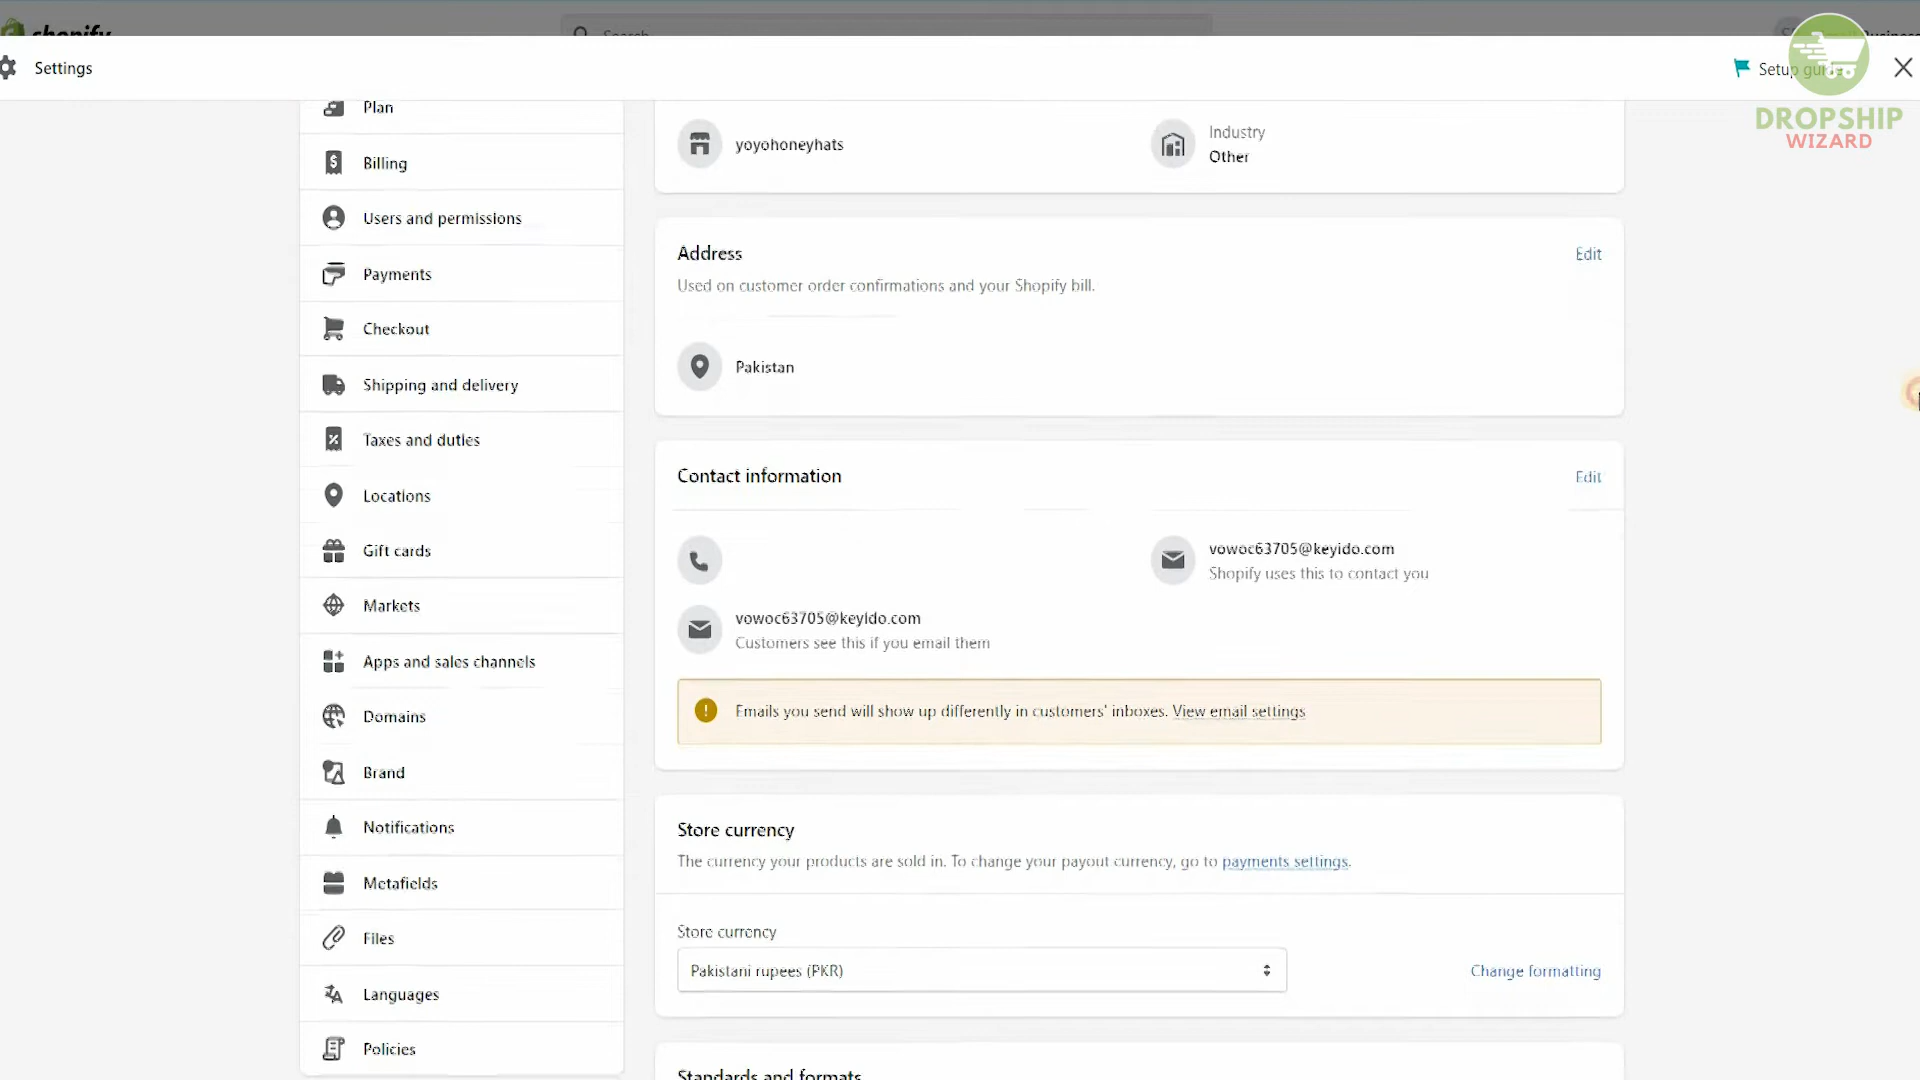 shopify
Search
Settings
Setup guide
DROPSHIP
WIZARD
Plan
Billing
Users and permissions
Payments
Checkout
Shipping and delivery
Taxes and duties
Locations
Gift cards
Markets
Apps and sales channels
Domains
Brand
Notifications
Metafields
Files
Languages
Policies
yoyohoneyhats
Industry
Other
Address
Edit
Used on customer order confirmations and your Shopify bill.
Pakistan
Contact information
Edit
vowoc63705@keyido.com
Shopify uses this to contact you
vowoc63705@keyido.com
Customers see this if you email them
Emails you send will show up differently in customers' inboxes. View email settings
Store currency
The currency your products are sold in. To change your payout currency, go to payments settings.
Store currency
Pakistani rupees (PKR)
Change formatting
Standards and formats